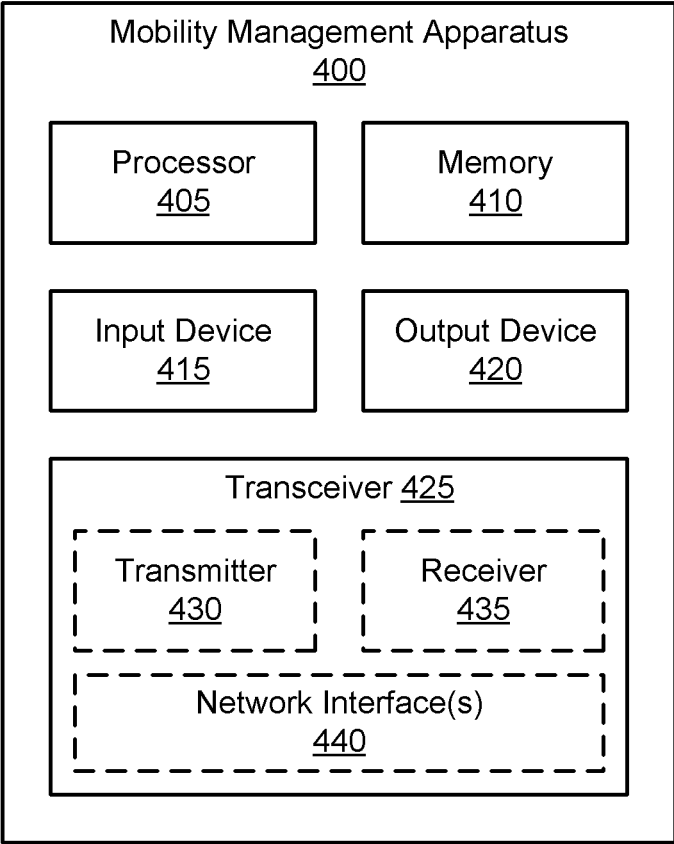 Mobility Management Apparatus
400
Processor
405
Memory
410
Input Device
415
Output Device
420
Transceiver 425
Transmitter
430
Receiver
435
Network Interface(s)
440